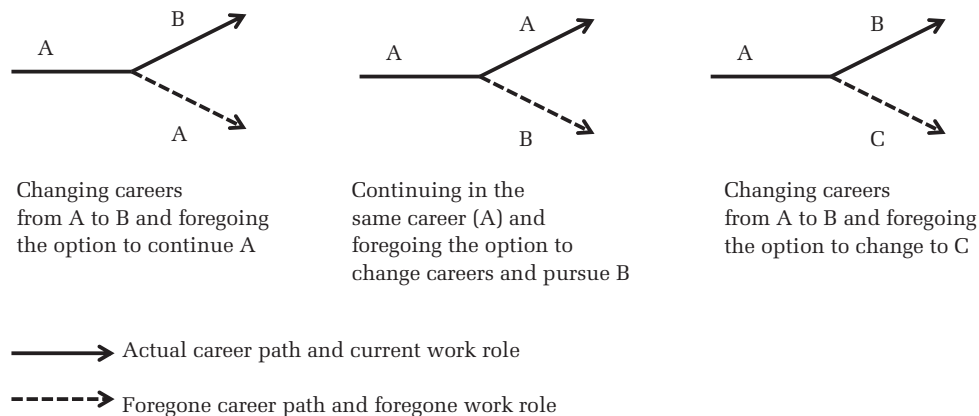 A
B
A
Changing careers
from A to B and foregoing
the option to continue A
A
A
B
Continuing in the
same career (A) and
foregoing the option to
change careers and pursue B
A
B
C
Changing careers
from A to B and foregoing
the option to change to C
Actual career path and current work role
Foregone career path and foregone work role